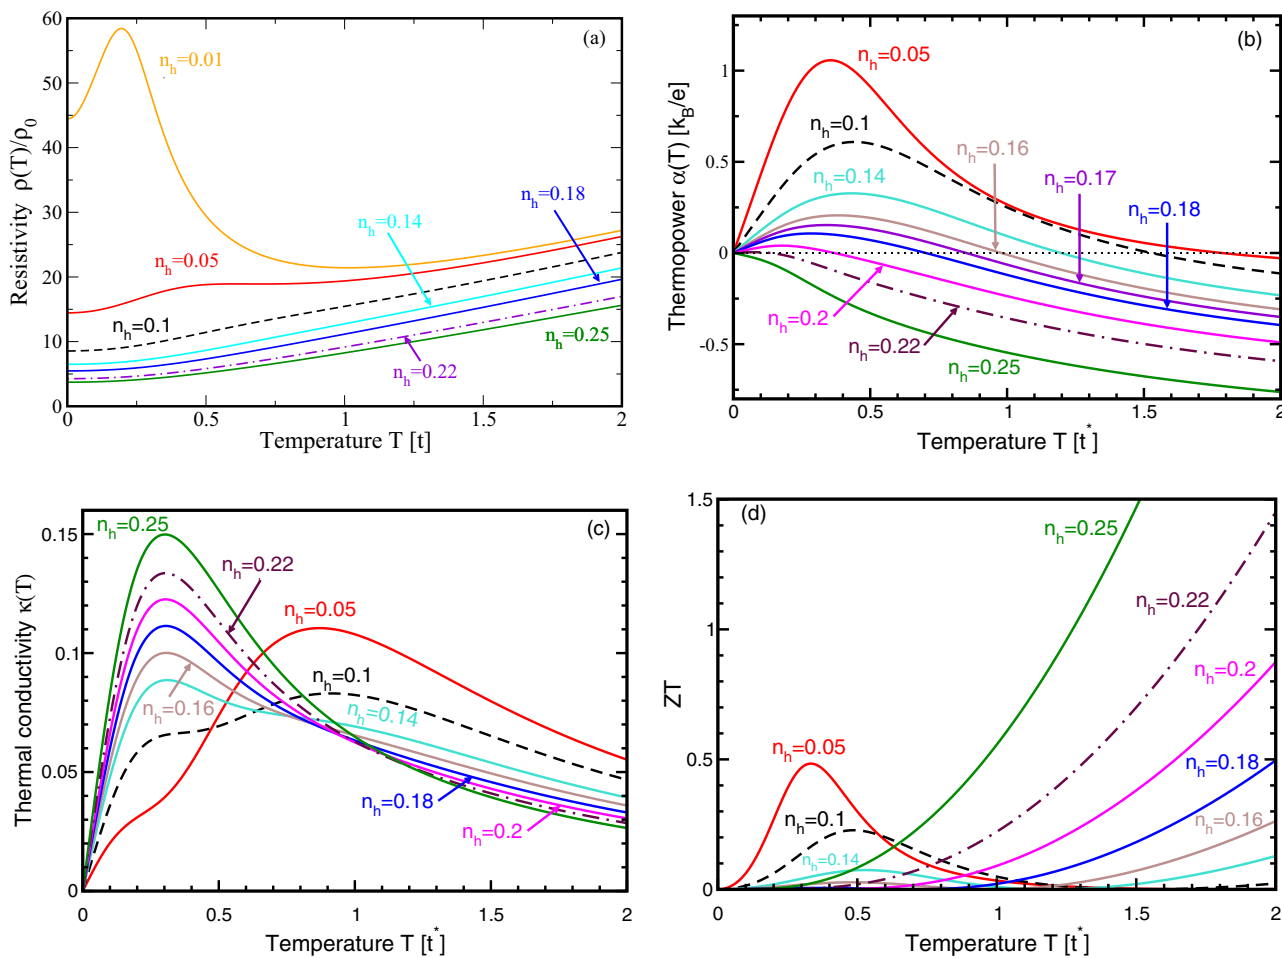 (a)
Resistivity ρ(T)/ρ0
60
50
40
30
20
10
0
n_h=0.01
n_h=0.18
n_h=0.14
n_h=0.05
n_h=0.1
n_h=0.25
n_h=0.22
0 0.5 1 1.5 2
Temperature T [t]
(b)
Thermopower α(T) [k_B/e]
1
0.5
0
-0.5
n_h=0.05
n_h=0.1
n_h=0.16
n_h=0.14
n_h=0.17
n_h=0.18
n_h=0.2
n_h=0.22
n_h=0.25
0 0.5 1 1.5 2
Temperature T [t*]
(c)
Thermal conductivity κ(T)
0.15
0.1
0.05
0
n_h=0.25
n_h=0.22
n_h=0.05
n_h=0.1
n_h=0.16
n_h=0.14
n_h=0.18
n_h=0.2
0 0.5 1 1.5 2
Temperature T [t*]
(d)
ZT
1.5
1
0.5
0
n_h=0.25
n_h=0.22
n_h=0.2
n_h=0.05
n_h=0.18
n_h=0.1
n_h=0.16
n_h=0.14
0 0.5 1 1.5 2
Temperature T [t*]